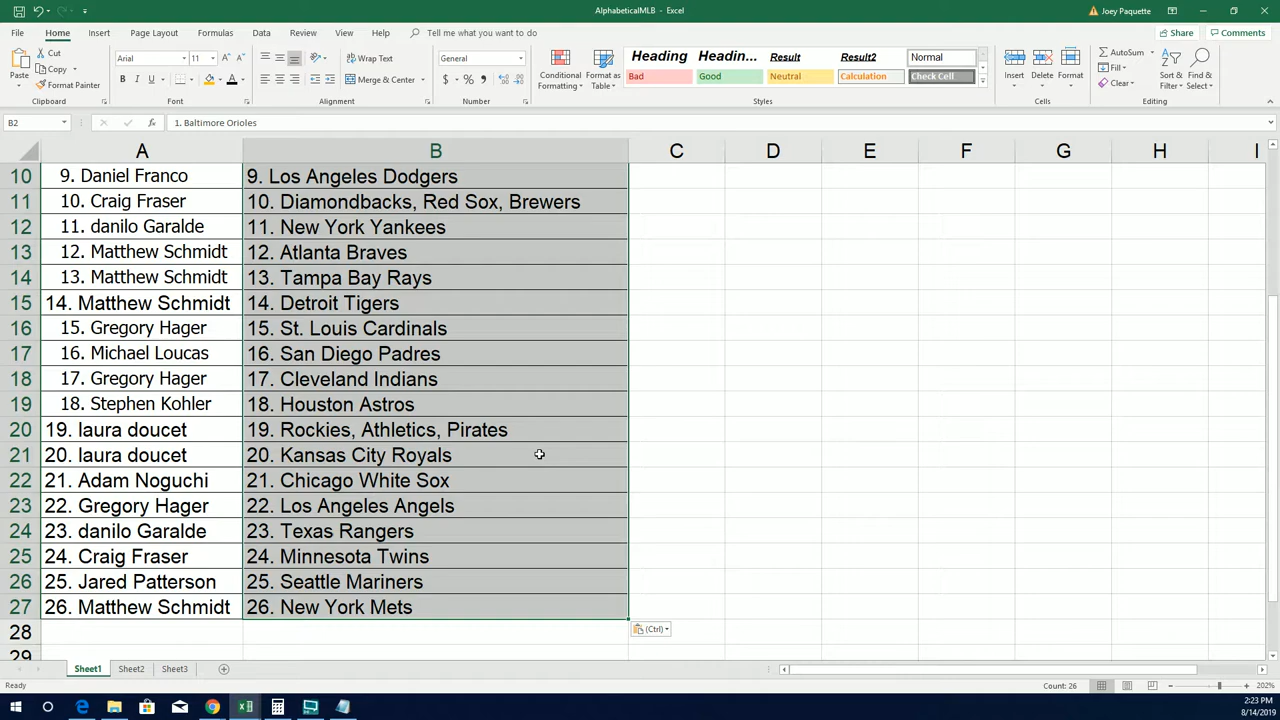 AlphabeticalMLB - Excel
Joey Paquette
File Home Insert Page Layout Formulas Data Review View Help Tell me what you want to do Share Comments
Paste Cut Copy Format Painter Clipboard
Arial 11 Font
Wrap Text Merge & Center Alignment
General Number
Conditional Formatting Format as Table
Heading Headin... Result Result2 Normal
Bad Good Neutral Calculation Check Cell
Styles
Insert Delete Format Cells
AutoSum Fill Clear Sort & Filter Find & Select Editing
B2 fx 1. Baltimore Orioles
A B C D E F G H I
10 9. Daniel Franco 9. Los Angeles Dodgers
11 10. Craig Fraser 10. Diamondbacks, Red Sox, Brewers
12 11. danilo Garalde 11. New York Yankees
13 12. Matthew Schmidt 12. Atlanta Braves
14 13. Matthew Schmidt 13. Tampa Bay Rays
15 14. Matthew Schmidt 14. Detroit Tigers
16 15. Gregory Hager 15. St. Louis Cardinals
17 16. Michael Loucas 16. San Diego Padres
18 17. Gregory Hager 17. Cleveland Indians
19 18. Stephen Kohler 18. Houston Astros
20 19. laura doucet 19. Rockies, Athletics, Pirates
21 20. laura doucet 20. Kansas City Royals
22 21. Adam Noguchi 21. Chicago White Sox
23 22. Gregory Hager 22. Los Angeles Angels
24 23. danilo Garalde 23. Texas Rangers
25 24. Craig Fraser 24. Minnesota Twins
26 25. Jared Patterson 25. Seattle Mariners
27 26. Matthew Schmidt 26. New York Mets
28 (Ctrl)
29
Sheet1 Sheet2 Sheet3
Ready Count: 26 202%
2:23 PM
8/14/2019